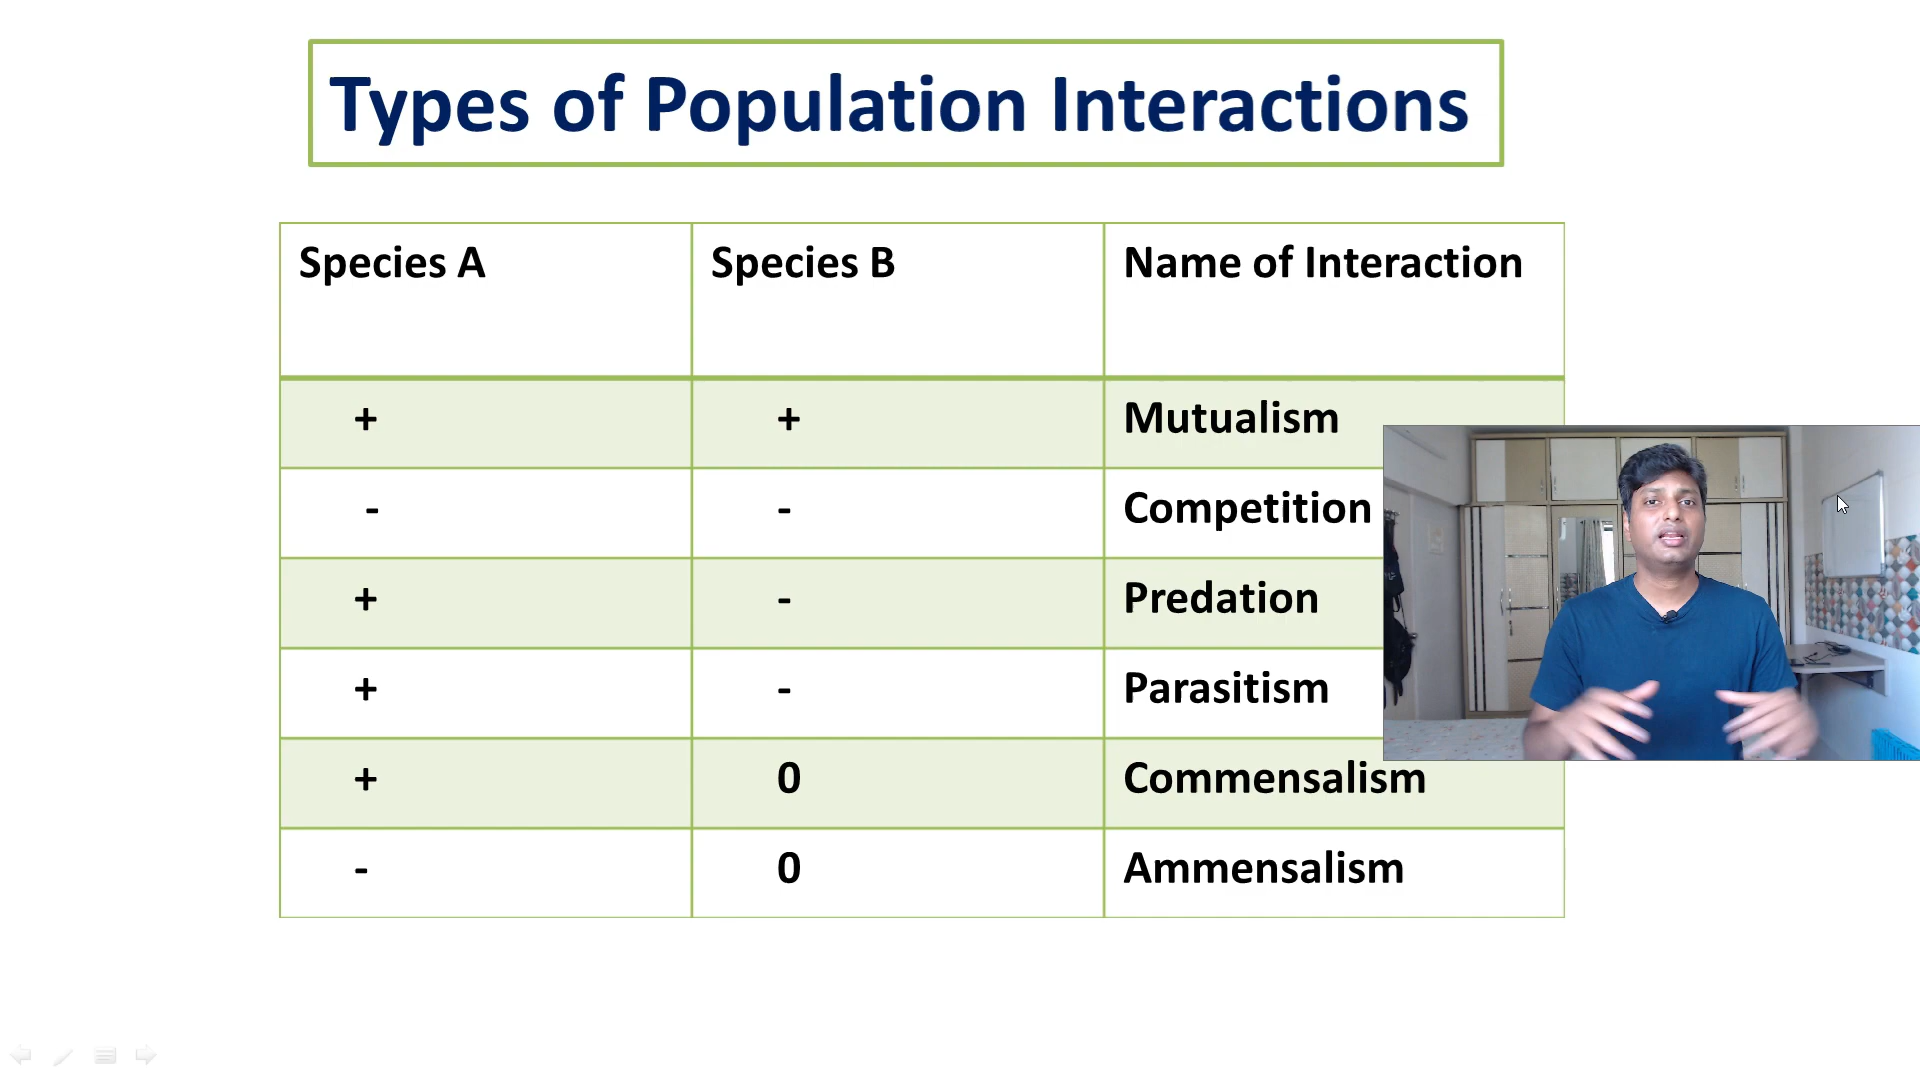 Types of Population Interactions
Species A Species B Name of Interaction
+ + Mutualism
- - Competition
+ - Predation
+ - Parasitism
+ 0 Commensalism
- 0 Ammensalism